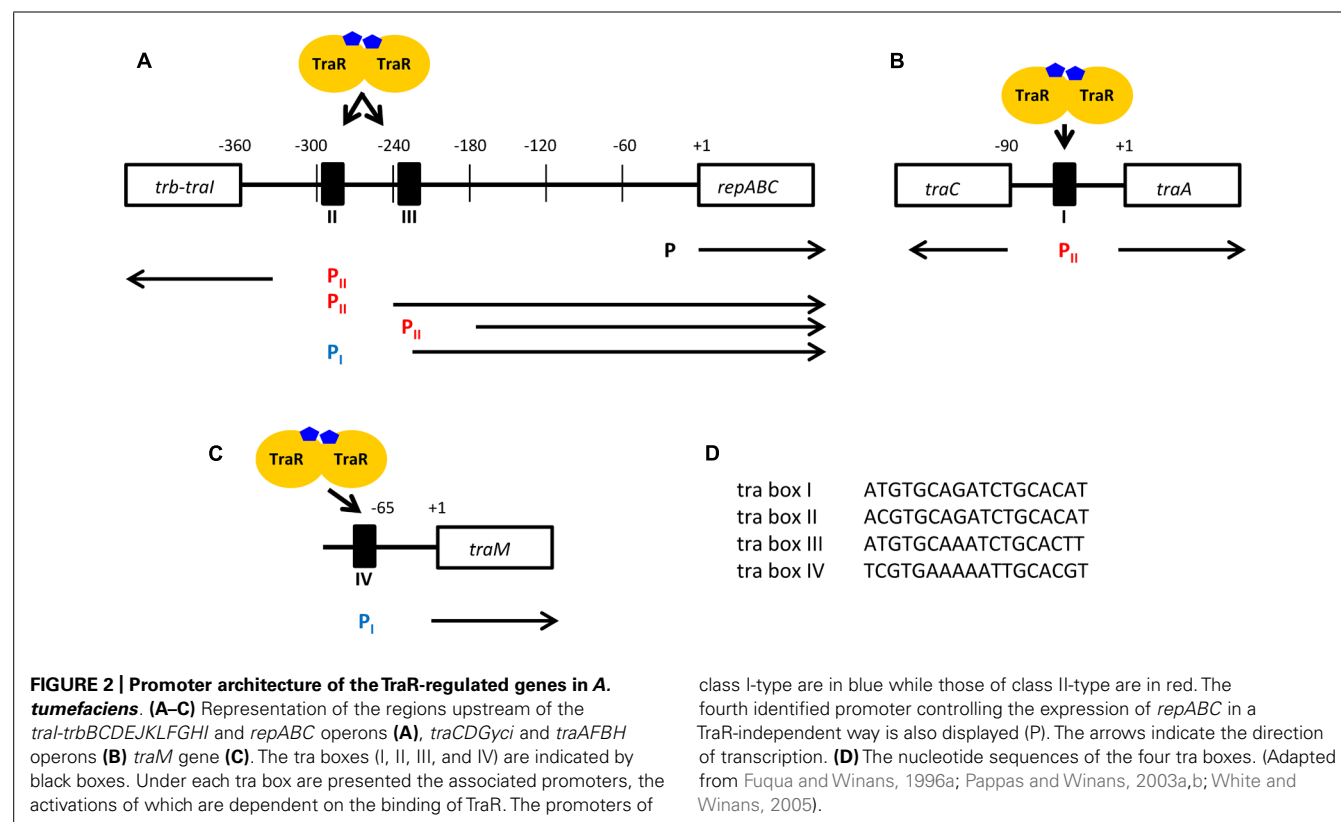 A
TraR TraR
-360 -300 -240 -180 -120 -60 +1
trb-traI repABC
II III
P
P II
P II
P II
P I
B
TraR TraR
-90 +1
traC traA
I
P II
C
TraR TraR
-65 +1
traM
IV
P I
D
tra box I ATGTGCAGATCTGCACAT
tra box II ACGTGCAGATCTGCACAT
tra box III ATGTGCAAATCTGCACTT
tra box IV TCGTGAAAAATTGCACGT
FIGURE 2 | Promoter architecture of the TraR-regulated genes in A.
tumefaciens. (A–C) Representation of the regions upstream of the
traI-trbBCDEJKLFGHI and repABC operons (A), traCDGyci and traAFBH
operons (B) traM gene (C). The tra boxes (I, II, III, and IV) are indicated by
black boxes. Under each tra box are presented the associated promoters, the
activations of which are dependent on the binding of TraR. The promoters of
class I-type are in blue while those of class II-type are in red. The
fourth identified promoter controlling the expression of repABC in a
TraR-independent way is also displayed (P). The arrows indicate the direction
of transcription. (D) The nucleotide sequences of the four tra boxes. (Adapted
from Fuqua and Winans, 1996a; Pappas and Winans, 2003a,b; White and
Winans, 2005).